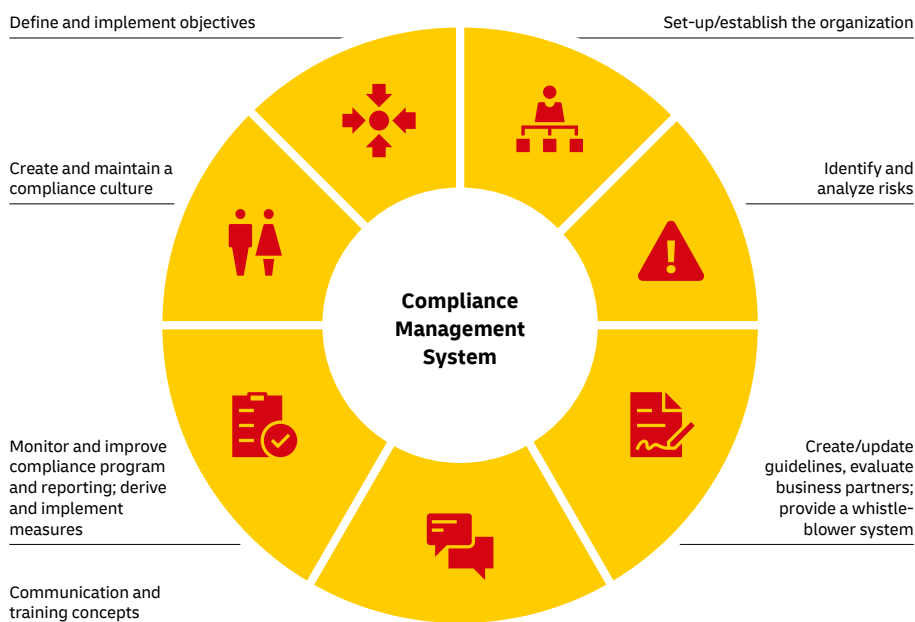 Define and implement objectives
Set-up/establish the organization
Create and maintain a
compliance culture
Identify and
analyze risks
Compliance
Management
System
Monitor and improve
compliance program
and reporting; derive
and implement
measures
Create/update
guidelines, evaluate
business partners;
provide a whistle-
blower system
Communication and
training concepts